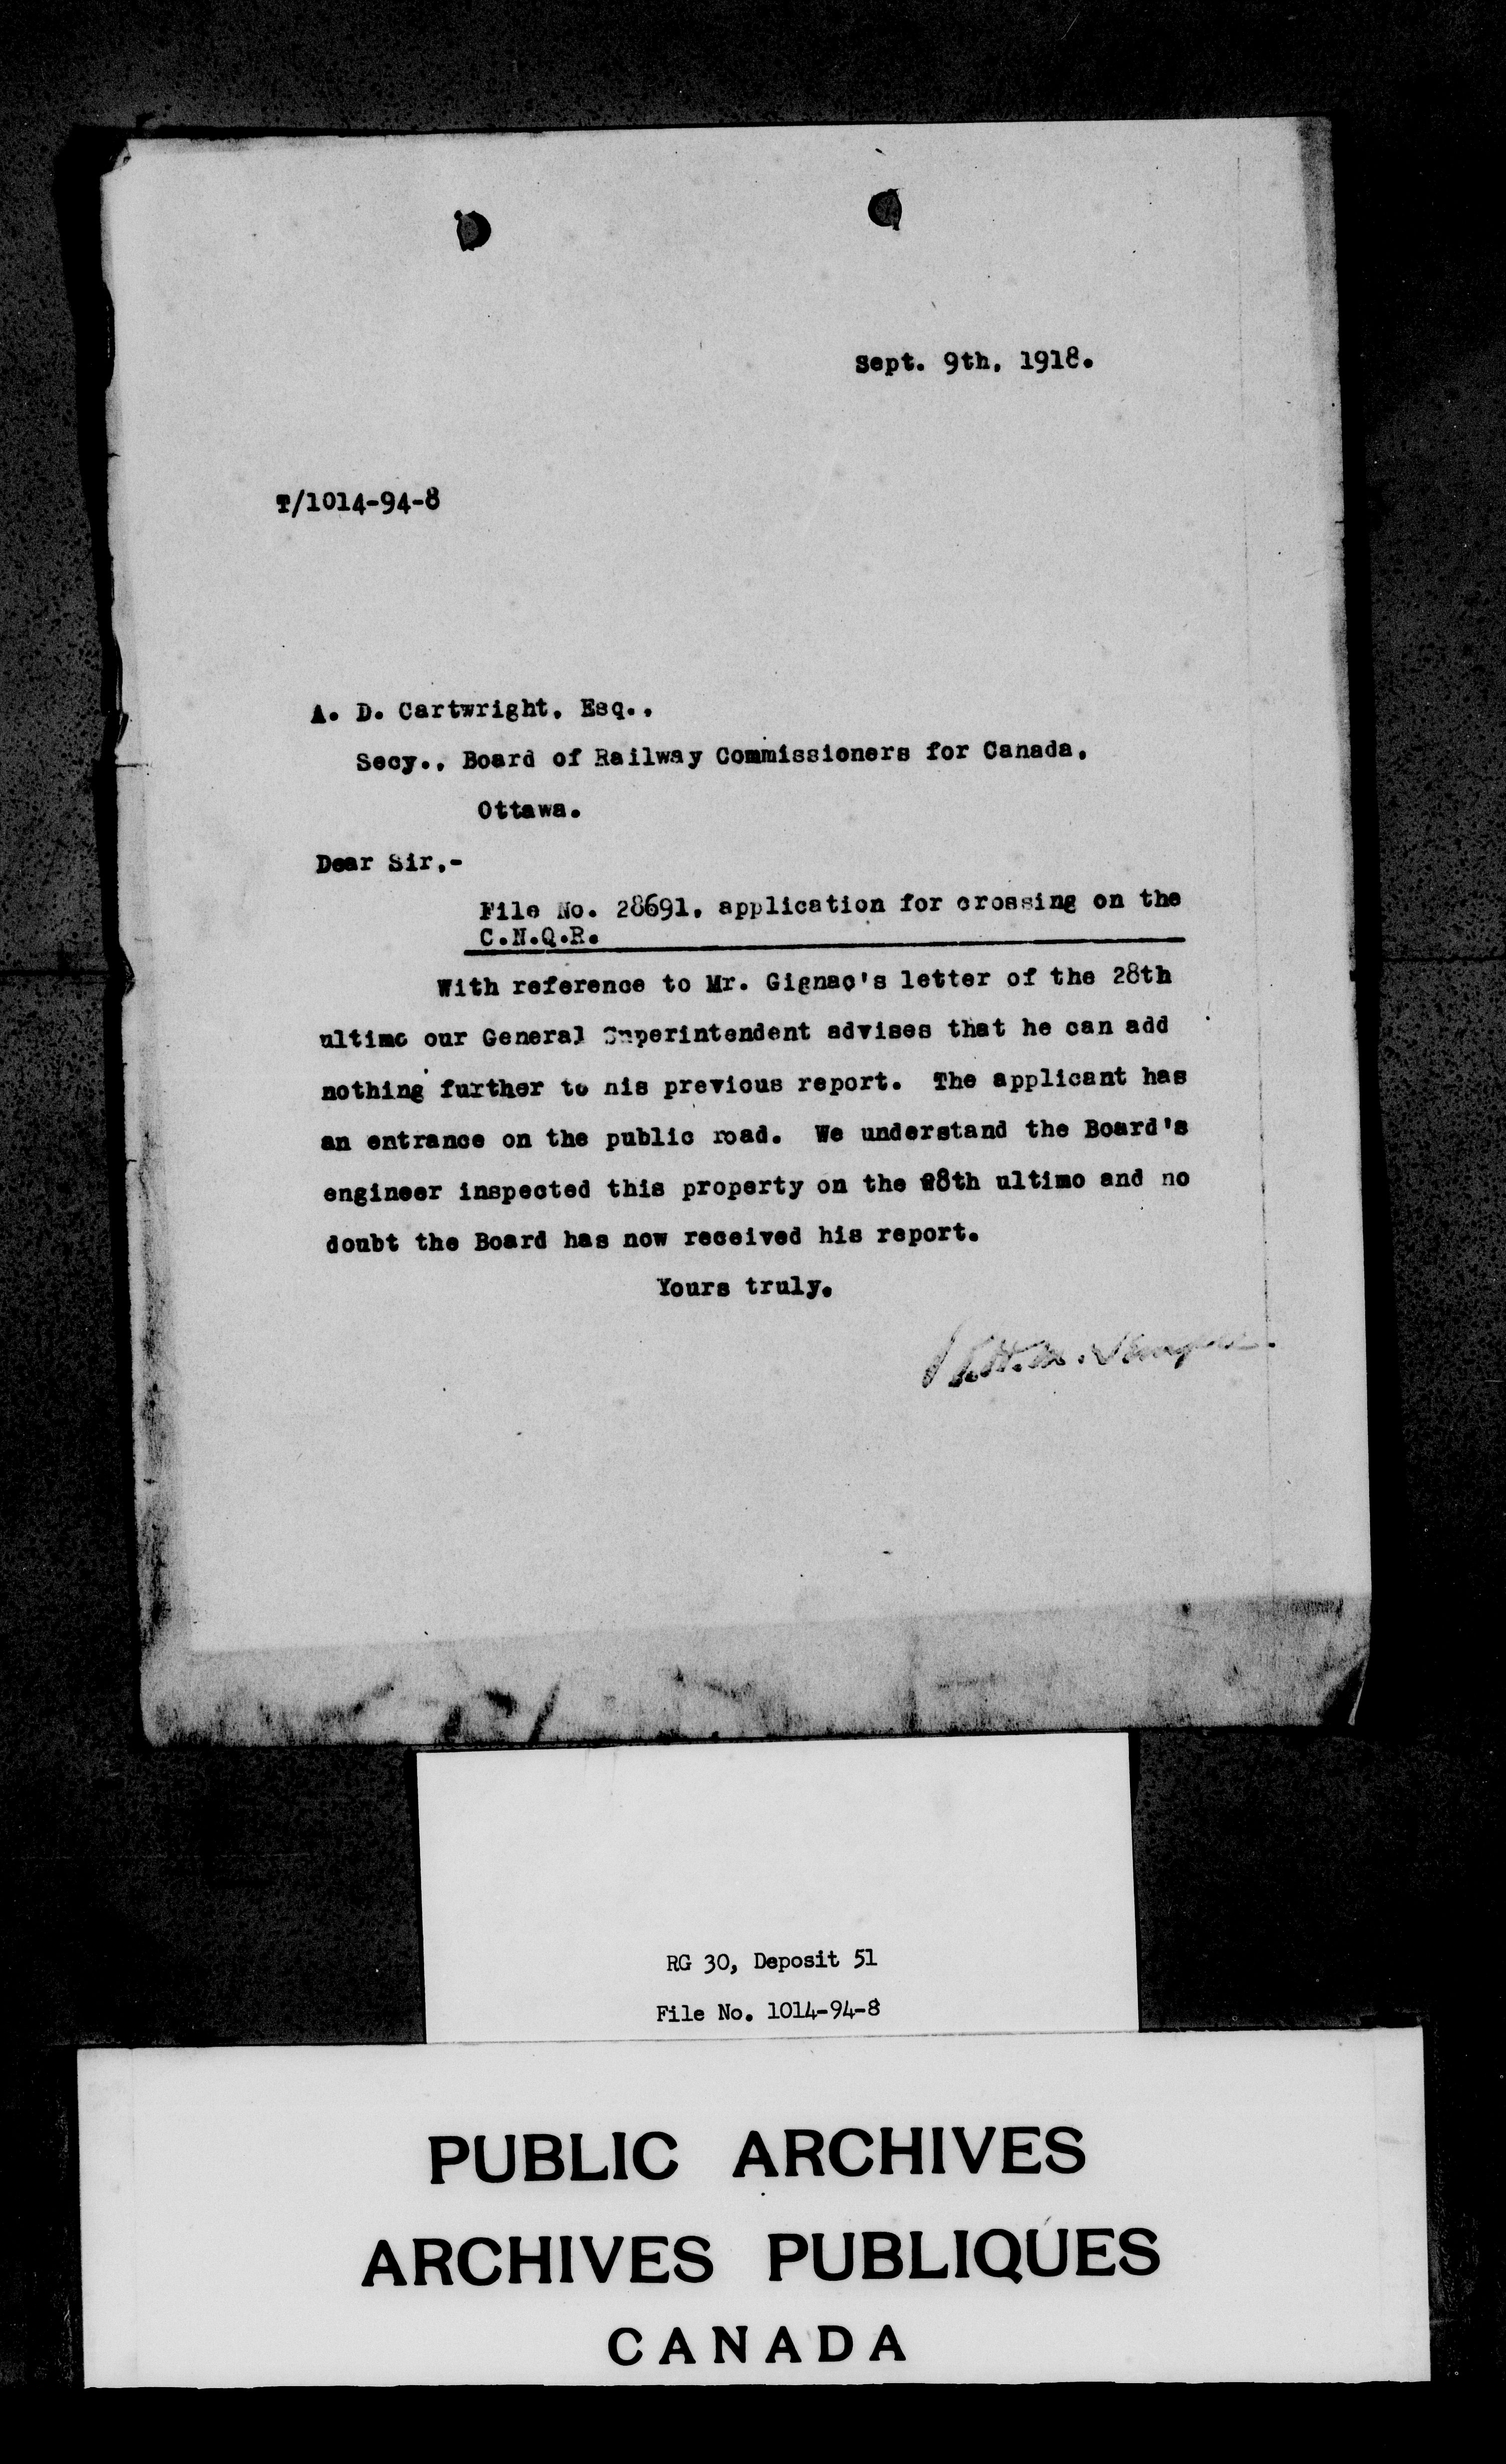 Sept. 9th, 1918.
T/1014-94-8
A. D. Cartwright, Esq.,
Secy., Board of Railway Commissioners for Canada,
Ottawa.
Dear Sir,-
File No. 28691, application for crossing on the
C.N.Q.R.
With reference to Mr. Gignac's letter of the 28th
ultimo our General Superintendent advises that he can add
nothing further to his previous report. The applicant has
an entrance on the public road. We understand the Board's
engineer inspected this property on the 28th ultimo and no
doubt the Board has now received his report.
Yours truly,
RG 30, Deposit 51
File No. 1014-94-8
PUBLIC ARCHIVES
ARCHIVES PUBLIQUES
CANADA